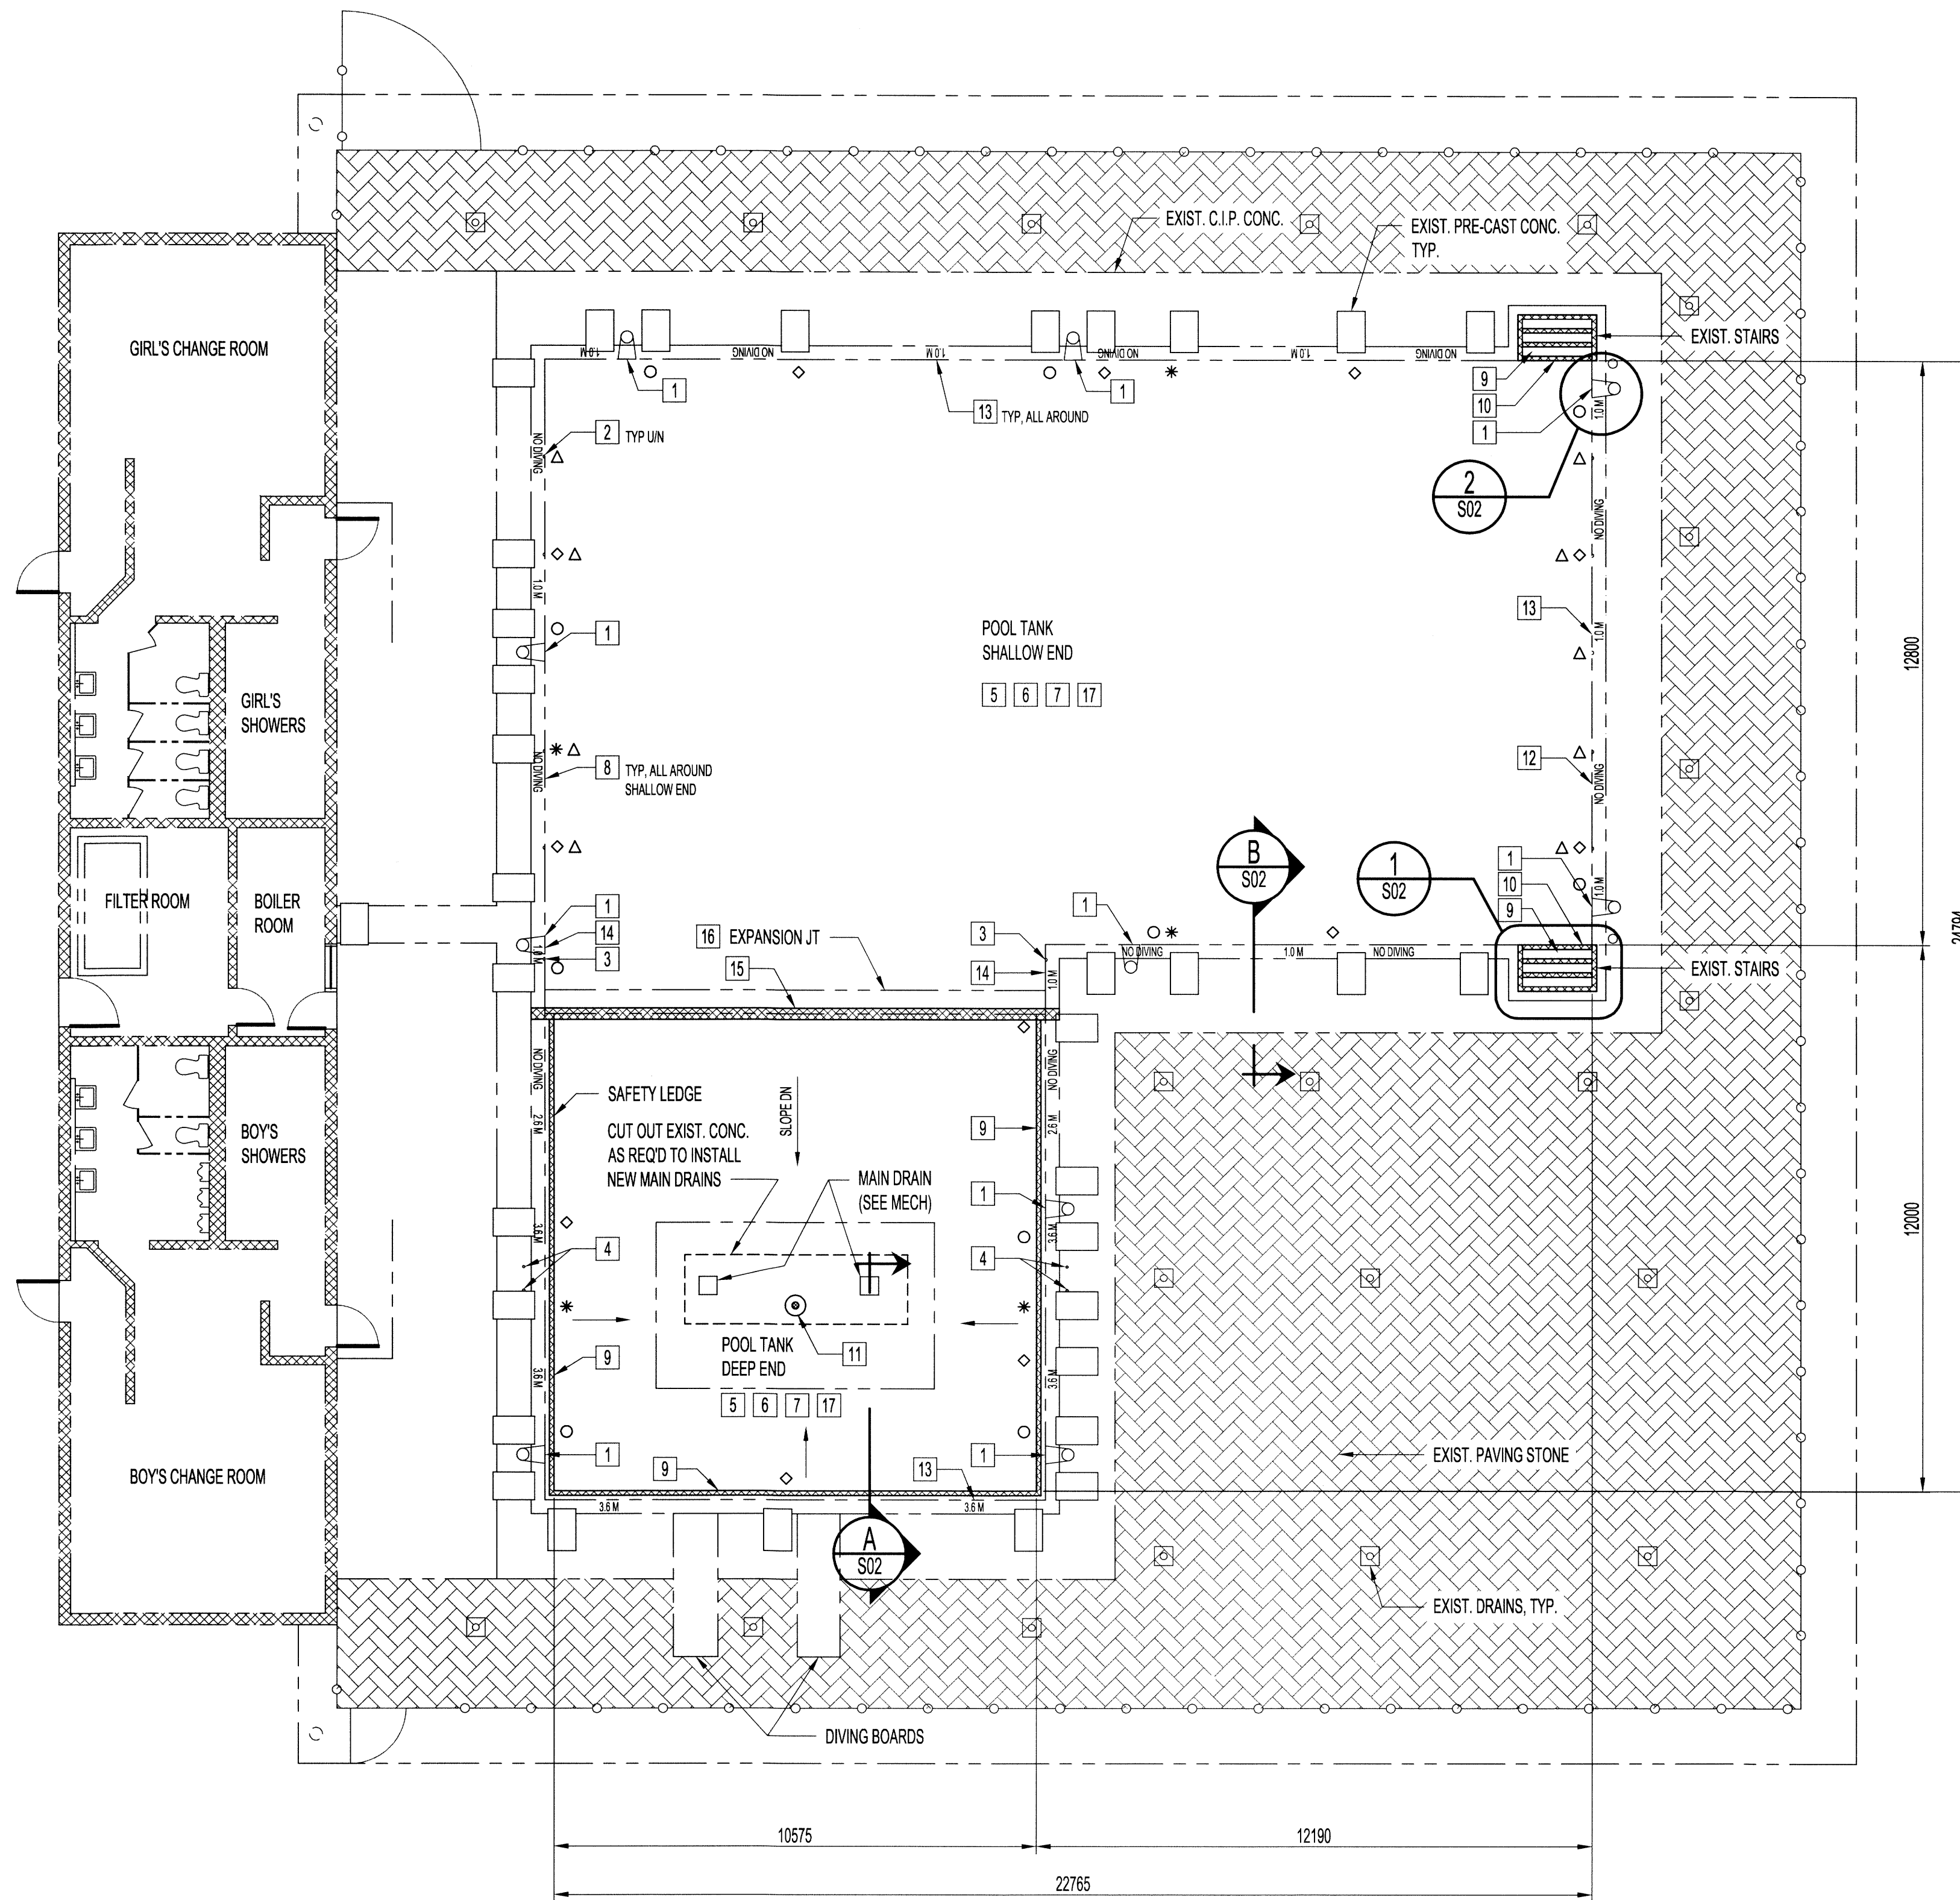 EXIST. C.I.P. CONC.
EXIST. PRE-CAST CONC.
TYP.
GIRL'S CHANGE ROOM
EXIST. STAIRS
1.0 M
NO DIVING
1.0 M
NO DIVING
1.0 M
NO DIVING
1
1
13 TYP, ALL AROUND
9
10
1
1.0 M
2 TYP U/N
NO DIVING
2
S02
NO DIVING
1.0 M
1
POOL TANK
SHALLOW END
5 6 7 17
13
1.0 M
12800
GIRL'S
SHOWERS
8 TYP, ALL AROUND
SHALLOW END
NO DIVING
12
NO DIVING
B
S02
1
S02
1
10
9
1.0 M
FILTER ROOM
BOILER
ROOM
1
14
3
1.0 M
16 EXPANSION JT
15
3
14
1.0 M
1
NO DIVING
1.0 M
NO DIVING
EXIST. STAIRS
24794
NO DIVING
2.6 M
SAFETY LEDGE
CUT OUT EXIST. CONC.
AS REQ'D TO INSTALL
NEW MAIN DRAINS
SLOPE DN
NO DIVING
2.6 M
9
BOY'S
SHOWERS
MAIN DRAIN
(SEE MECH)
1
3.6 M
4
3.6 M
4
12000
POOL TANK
DEEP END
11
5 6 7 17
9
3.6 M
3.6 M
BOY'S CHANGE ROOM
1
9
13
1
EXIST. PAVING STONE
3.6 M
3.6 M
A
S02
EXIST. DRAINS, TYP.
DIVING BOARDS
10575
12190
22765